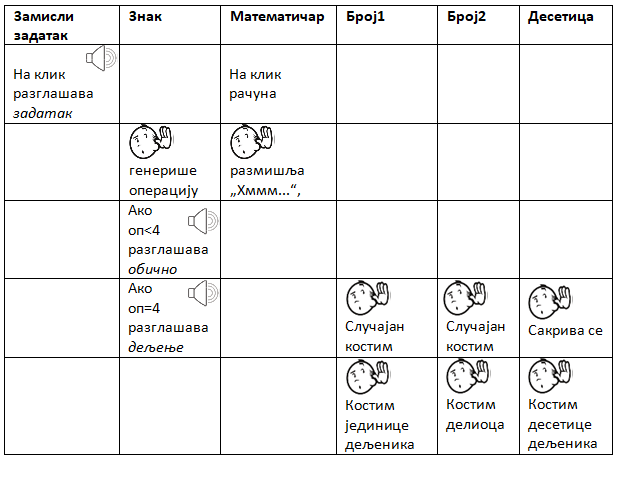 Замисли
задатак
Знак
Математичар
Број1
Број2
Десетица
На клик
разглашава
задатак
На клик
рачуна
генерише
операцију
размишља
„Хммм...“,
Ако
оп<4
разглашава
обично
Ако
оп=4
разглашава
дељење
Случајан
костим
Случајан
костим
Сакрива се
Костим
јединице
дељеника
Костим
делиоца
Костим
десетице
дељеника